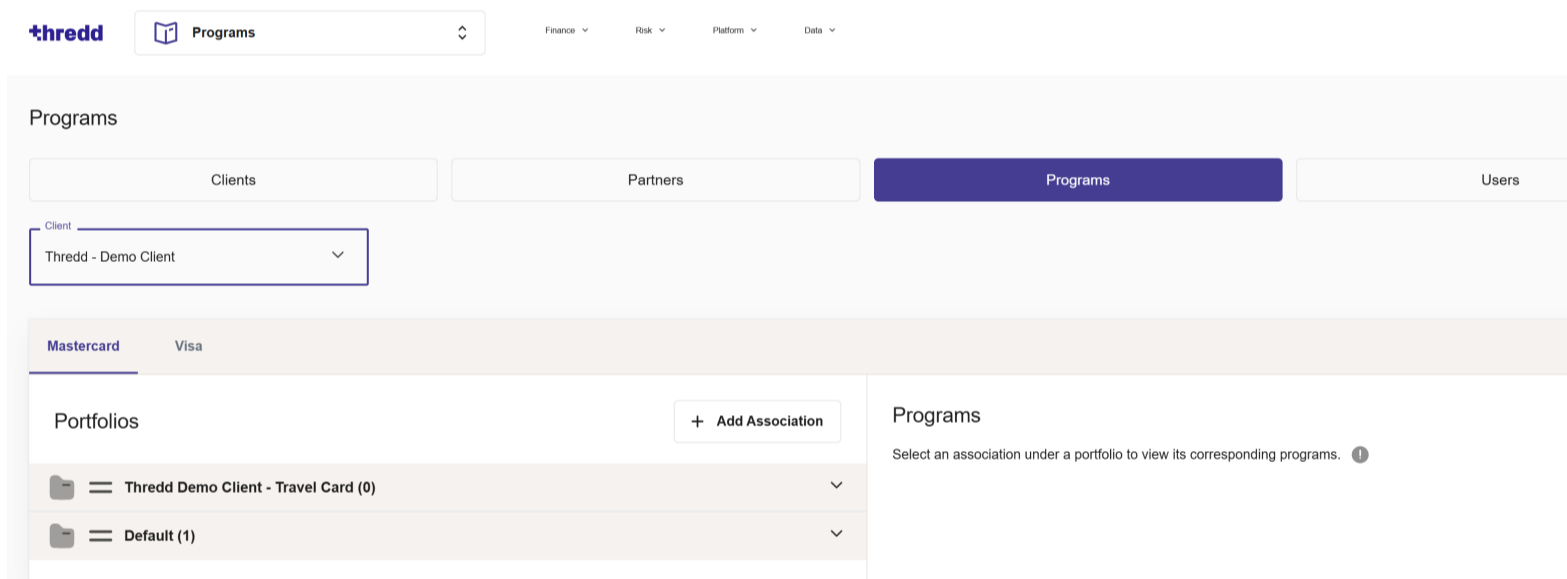 thredd
Programs
Finance
Risk
Platform
Data
Programs
Clients
Partners
Programs
Users
Client
Thredd - Demo Client
Mastercard
Visa
Portfolios
+ Add Association
Thredd Demo Client - Travel Card (0)
Default (1)
Programs
Select an association under a portfolio to view its corresponding programs.